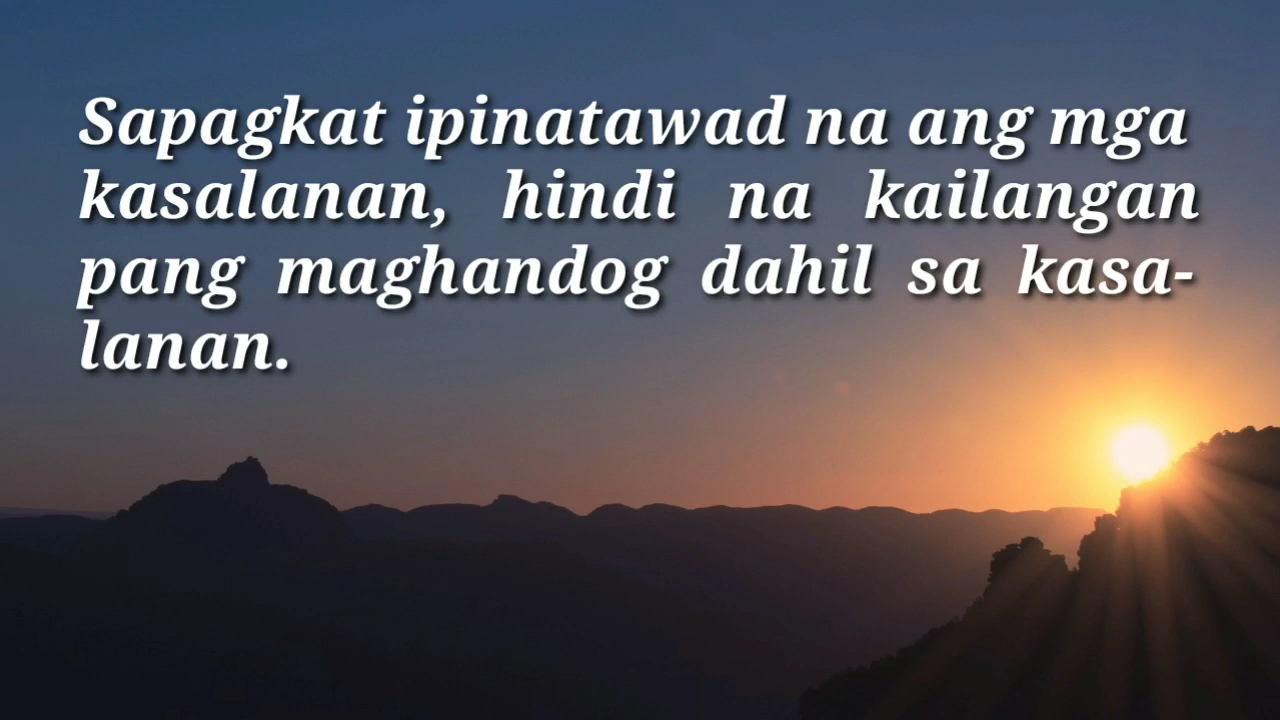 Sapagkat ipinatawad na ang mga
kasalanan, hindi na kailangan
pang maghandog dahil sa kasa-
lanan.